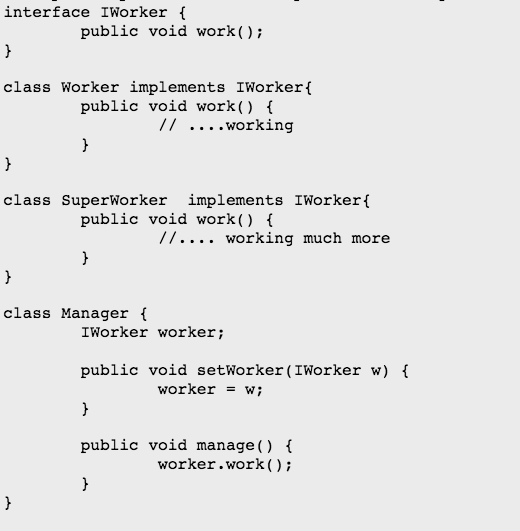 interface IWorker {
        public void work();
}

class Worker implements IWorker{
        public void work() {
                // ....working
        }
}

class SuperWorker  implements IWorker{
        public void work() {
                //.... working much more
        }
}

class Manager {
        IWorker worker;

        public void setWorker(IWorker w) {
                worker = w;
        }

        public void manage() {
                worker.work();
        }
}